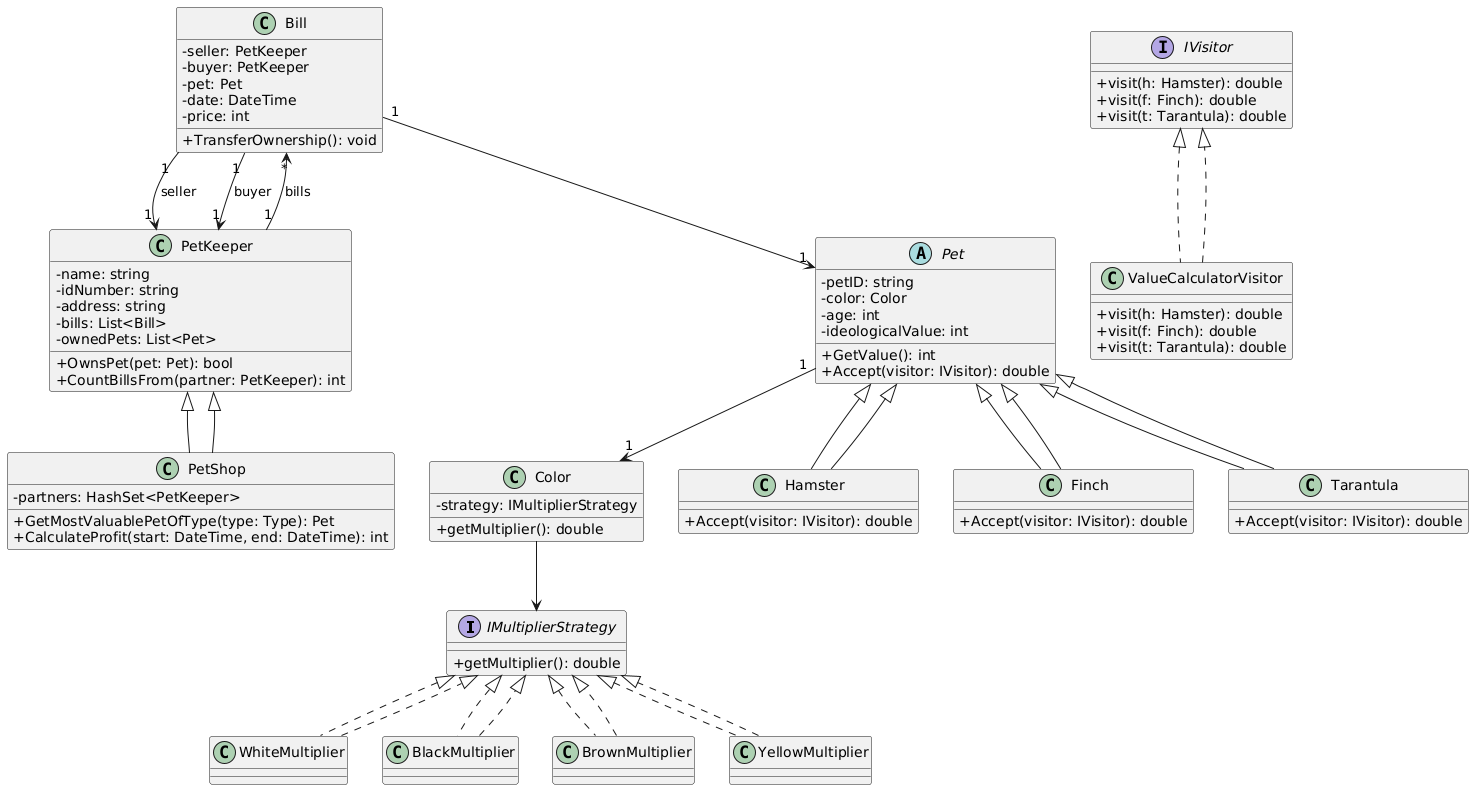 C Bill
-seller: PetKeeper
-buyer: PetKeeper
-pet: Pet
-date: DateTime
-price: int
+TransferOwnership(): void
I IVisitor
+visit(h: Hamster): double
+visit(f: Finch): double
+visit(t: Tarantula): double
1
1
1
*
seller
buyer
bills
1
1
1
1
C PetKeeper
-name: string
-idNumber: string
-address: string
-bills: List<Bill>
-ownedPets: List<Pet>
+OwnsPet(pet: Pet): bool
+CountBillsFrom(partner: PetKeeper): int
A Pet
-petID: string
-color: Color
-age: int
-ideologicalValue: int
+GetValue(): int
+Accept(visitor: IVisitor): double
C ValueCalculatorVisitor
+visit(h: Hamster): double
+visit(f: Finch): double
+visit(t: Tarantula): double
1
1
C PetShop
-partners: HashSet<PetKeeper>
+GetMostValuablePetOfType(type: Type): Pet
+CalculateProfit(start: DateTime, end: DateTime): int
C Color
-strategy: IMultiplierStrategy
+getMultiplier(): double
C Hamster
+Accept(visitor: IVisitor): double
C Finch
+Accept(visitor: IVisitor): double
C Tarantula
+Accept(visitor: IVisitor): double
I IMultiplierStrategy
+getMultiplier(): double
C WhiteMultiplier
C BlackMultiplier
C BrownMultiplier
C YellowMultiplier